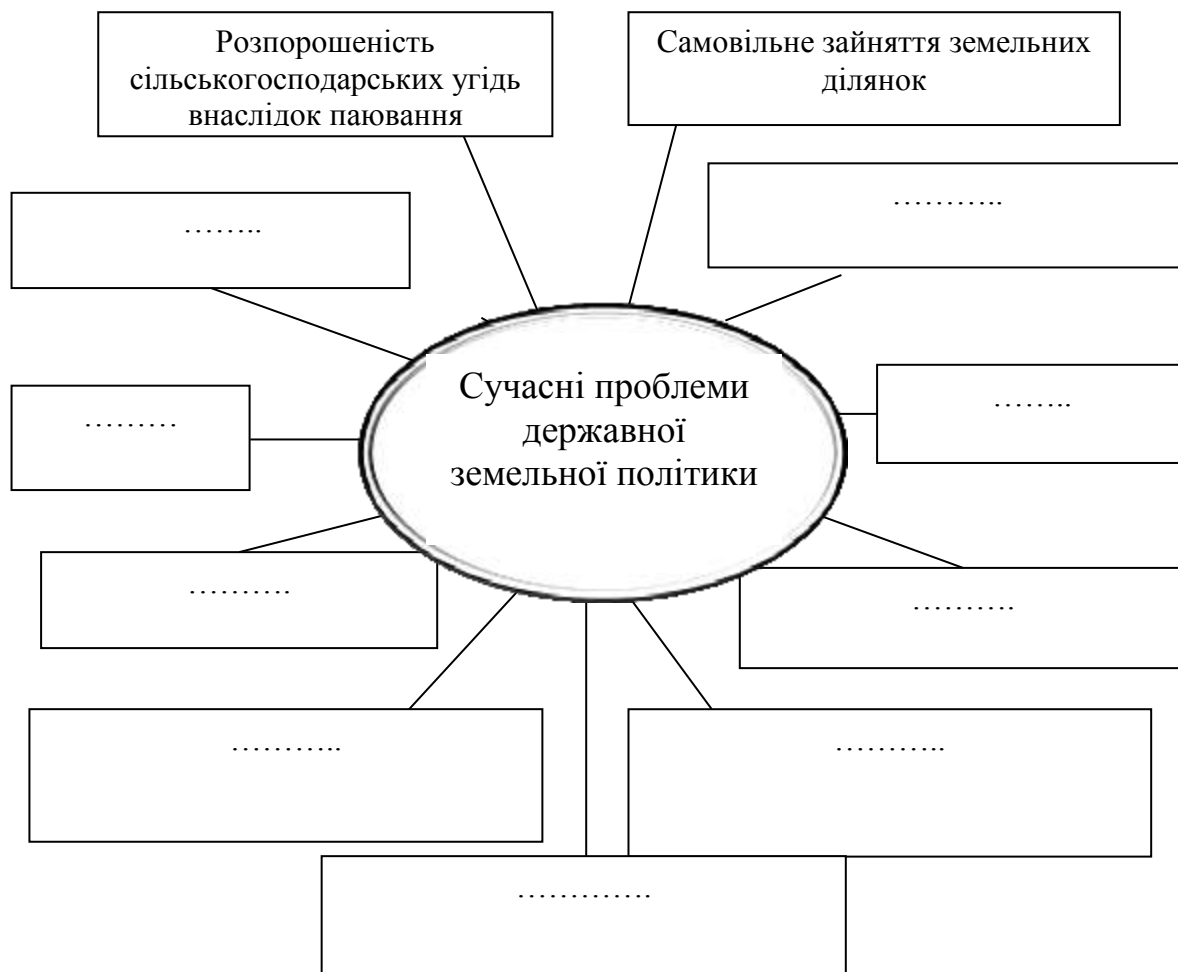 Розпорошеність
сільськогосподарських угідь
внаслідок паювання
Самовільне зайняття земельних
ділянок
……..
………..
Сучасні проблеми
державної
земельної політики
………
……..
……….
……….
………..
………..
………….